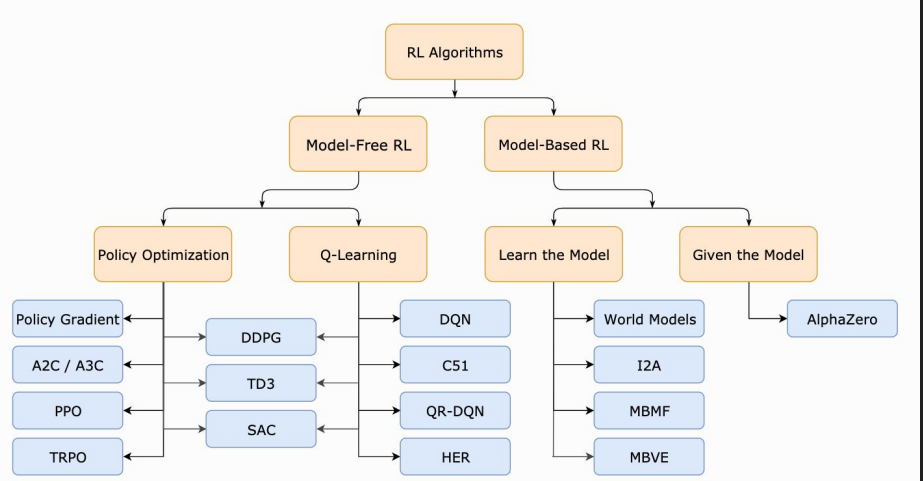 RL Algorithms
Model-Free RL
Model-Based RL
Policy Optimization
Q-Learning
Learn the Model
Given the Model
Policy Gradient
A2C / A3C
PPO
TRPO
DDPG
TD3
SAC
DQN
C51
QR-DQN
HER
World Models
I2A
MBMF
MBVE
AlphaZero